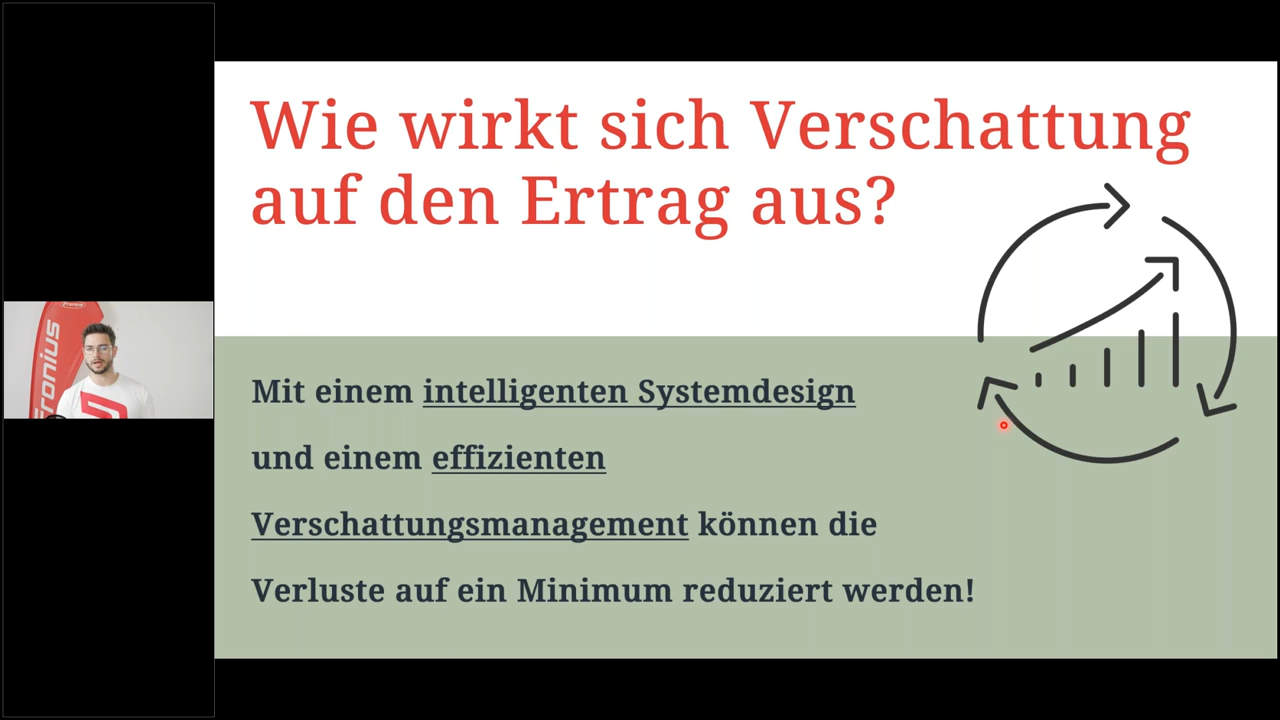 Wie wirkt sich Verschattung
auf den Ertrag aus?
Mit einem intelligenten Systemdesign
und einem effizienten
Verschattungsmanagement können die
Verluste auf ein Minimum reduziert werden!